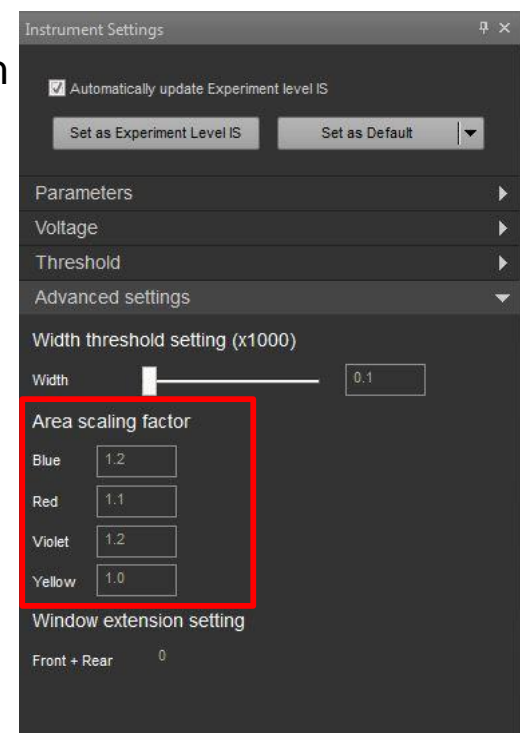 Instrument Settings
n
Automatically update Experiment level IS
Set as Experiment Level IS Set as Default
Parameters
Voltage
Threshold
Advanced settings
Width threshold setting (x1000)
Width 0.1
Area scaling factor
Blue 1.2
Red 1.1
Violet 1.2
Yellow 1.0
Window extension setting
Front + Rear 0